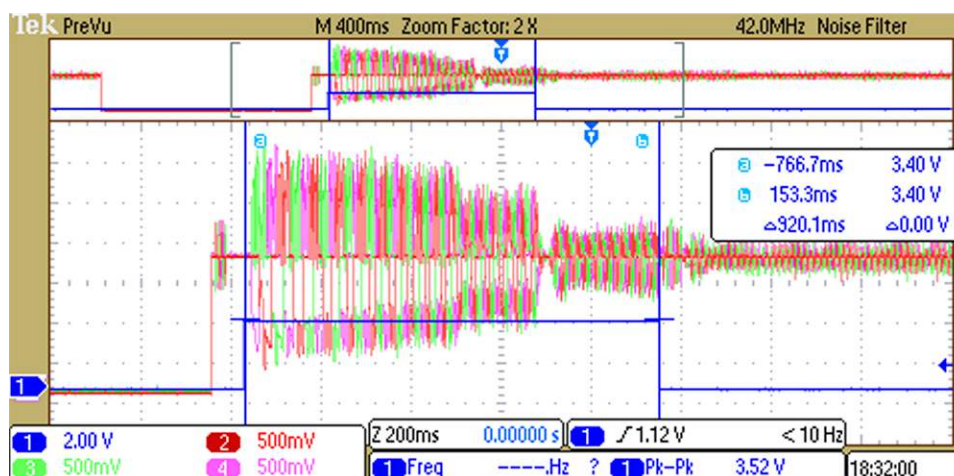 Tek PreVu M 400ms Zoom Factor: 2 X 42.0MHz Noise Filter
a b
a -766.7ms 3.40 V
b 153.3ms 3.40 V
△920.1ms △0.00 V
1
1 2.00 V 2 500mV Z 200ms 0.00000 s 1 1.12 V < 10 Hz
3 500mV 4 500mV 1 Freq ----.Hz ? 1 Pk-Pk 3.52 V 18:32:00